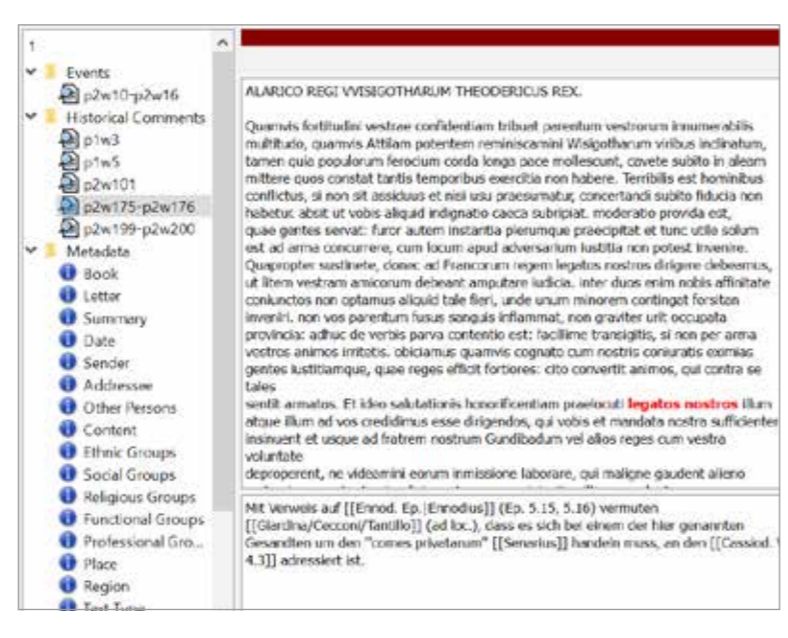 1
Events
p2w10-p2w16
Historical Comments
p1w3
p1w5
p2w101
p2w175-p2w176
p2w199-p2w200
Metadata
Book
Letter
Summary
Date
Sender
Addressee
Other Persons
Content
Ethnic Groups
Social Groups
Religious Groups
Functional Groups
Professional Gro...
Place
Region
Text Type
ALARICO REGI VVISIGOTHARUM THEODERICUS REX.
Quamvis fortitudini vestrae confidentiam tribuat parentum vestrorum innumerabilis
multitudo, quamvis Attilam potentem reminiscamini Wisigotharum viribus inclinatum,
tamen quia populorum ferocium corda longa pace mollescunt, cavete subito in aleam
mittere quos constat tantis temporibus exercitia non habere. Terribilis est hominibus
conflictus, si non sit assiduus et nisi usu praesumatur, concertandi subito fiducia non
habetur. absit ut vobis aliquid indignatio caeca subripiat. moderatio provida est,
quae gentes servat: furor autem instantia plerumque praecipitat et tunc utile solum
est ad arma concurrere, cum locum apud adversarium iustitia non potest invenire.
Quapropter sustinete, donec ad Francorum regem legatos nostros dirigere debeamus,
ut litem vestram amicorum debeant amputare iudicia. inter duos enim nobis affinitate
coniunctos non optamus aliquid tale fieri, unde unum minorem contingat forsitan
inveniri. non vos parentum fusus sanguis inflammat, non graviter urit occupata
provincia: adhuc de verbis parva contentio est: facillime transigitis, si non per arma
vestros animos irritetis. obiciamus quamvis cognato cum nostris coniuratis eximias
gentes iustitiamque, quae reges efficit fortiores: cito convertit animos, qui contra se
tales
sentit armatos. Et ideo salutationis honorificentiam praelocuti legatos nostros illum
atque illum ad vos credidimus esse dirigendos, qui vobis et mandata nostra sufficienter
insinuent et usque ad fratrem nostrum Gundibadum vel alios reges cum vestra
voluntate
deproperent, ne videamini eorum inmissione laborare, qui maligne gaudent alieno
Mit Verweis auf [[Ennod. Ep.|Ennodius]] (Ep. 5.15, 5.16) vermuten
[[Giardina/Cecconi/Tantillo]] (ad loc.), dass es sich bei einem der hier genannten
Gesandten um den "comes privatarum" [[Senarius]] handeln muss, an den [[Cassiod.
4.3]] adressiert ist.